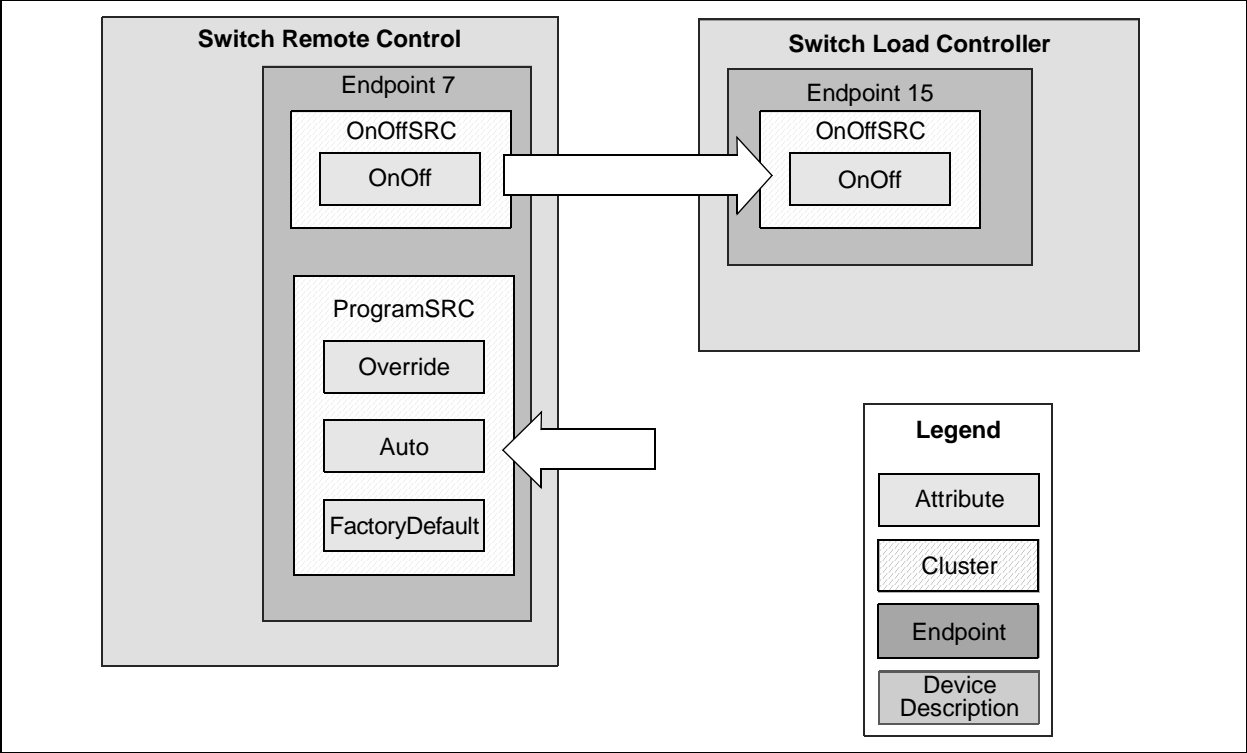 Switch Remote Control
Endpoint 7
OnOffSRC
OnOff
ProgramSRC
Override
Auto
FactoryDefault
Switch Load Controller
Endpoint 15
OnOffSRC
OnOff
Legend
Attribute
Cluster
Endpoint
Device
Description